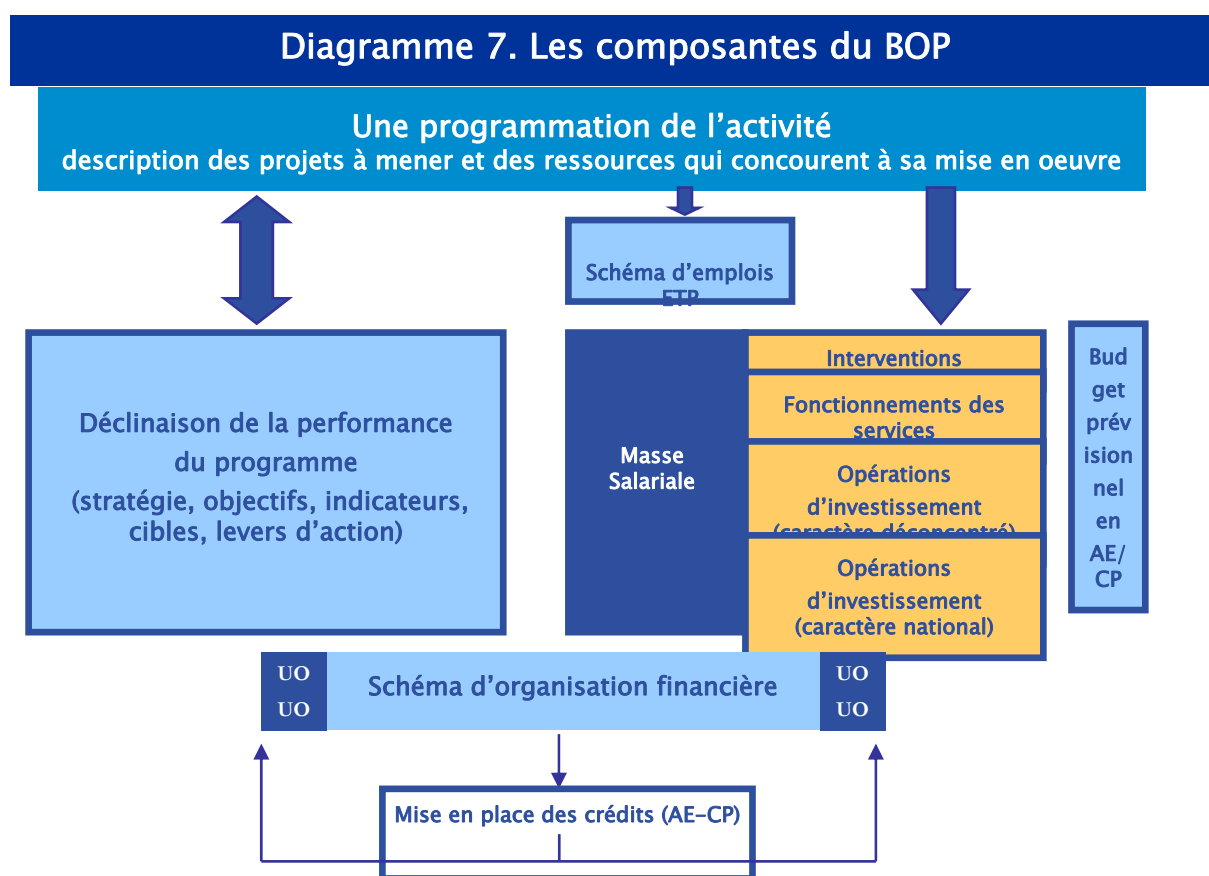 Diagramme 7. Les composantes du BOP
Une programmation de l’activité
description des projets à mener et des ressources qui concourent à sa mise en oeuvre
Schéma d’emplois
ETP
Déclinaison de la performance
du programme
(stratégie, objectifs, indicateurs,
cibles, leviers d’action)
Masse
Salariale
Interventions
Fonctionnements des
services
Opérations
d’investissement
(caractère déconcentré)
Opérations
d’investissement
(caractère national)
Bud
get
prév
ision
nel
en
AE/
CP
UO
UO
Schéma d’organisation financière
UO
UO
Mise en place des crédits (AE-CP)